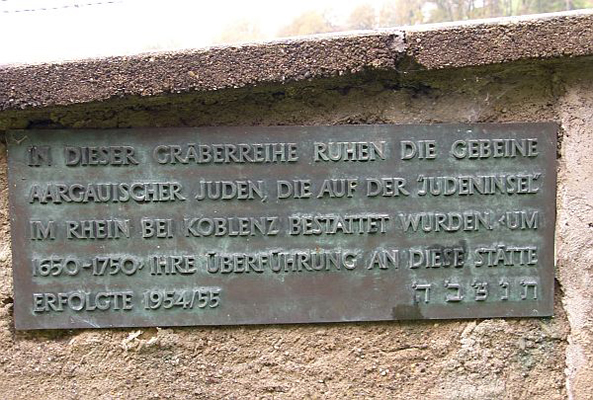 IN DIESER GRÄBERREIHE RUHEN DIE GEBEINE
AARGAUISCHER JUDEN, DIE AUF DER "JUDENINSEL"
IM RHEIN BEI KOBLENZ BESTATTET WURDEN. (UM
1650-1750) IHRE ÜBERFÜHRUNG AN DIESE STÄTTE
ERFOLGTE 1954/55 ת נ צ ב ה